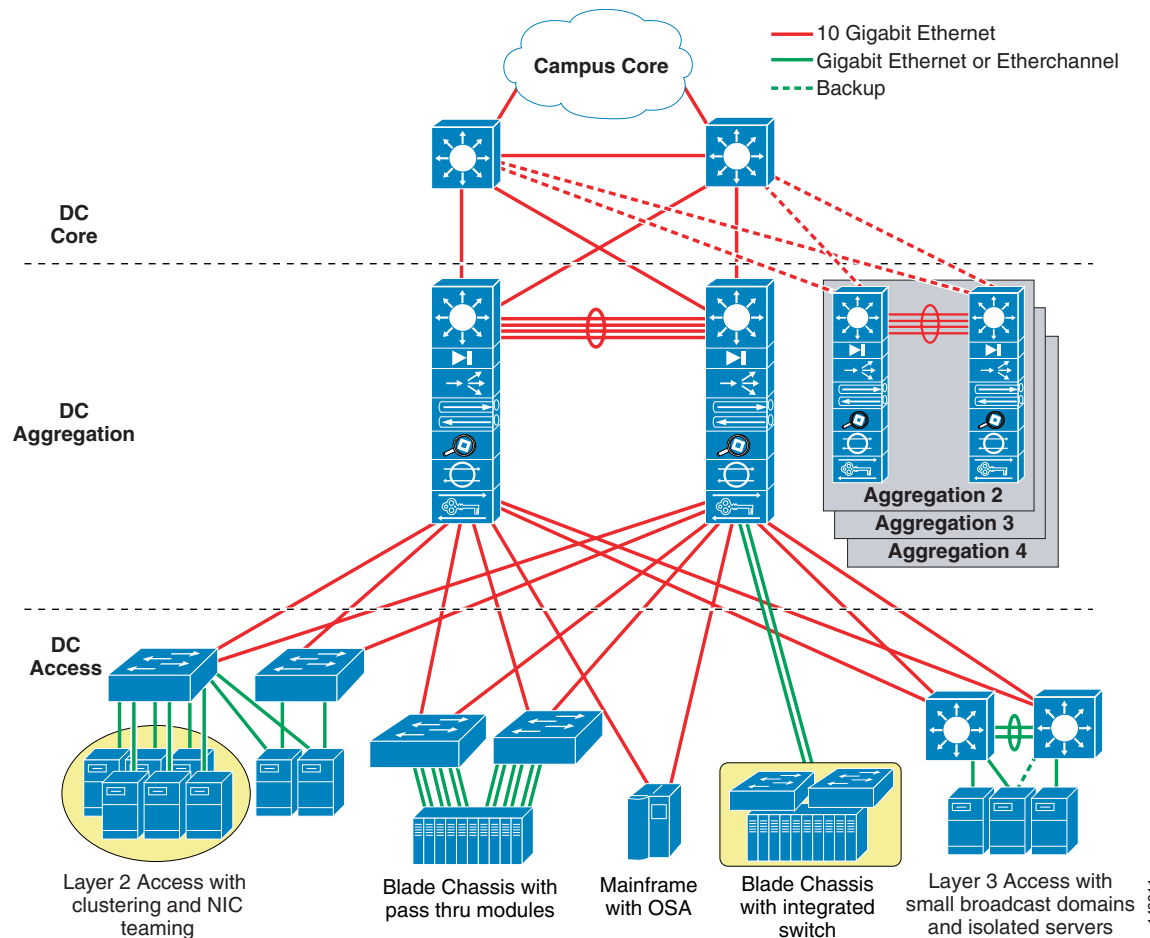 10 Gigabit Ethernet
Gigabit Ethernet or Etherchannel
Backup
Campus Core
DC
Core
DC
Aggregation
Aggregation 2
Aggregation 3
Aggregation 4
DC
Access
Layer 2 Access with
clustering and NIC
teaming
Blade Chassis with
pass thru modules
Mainframe
with OSA
Blade Chassis
with integrated
switch
Layer 3 Access with
small broadcast domains
and isolated servers